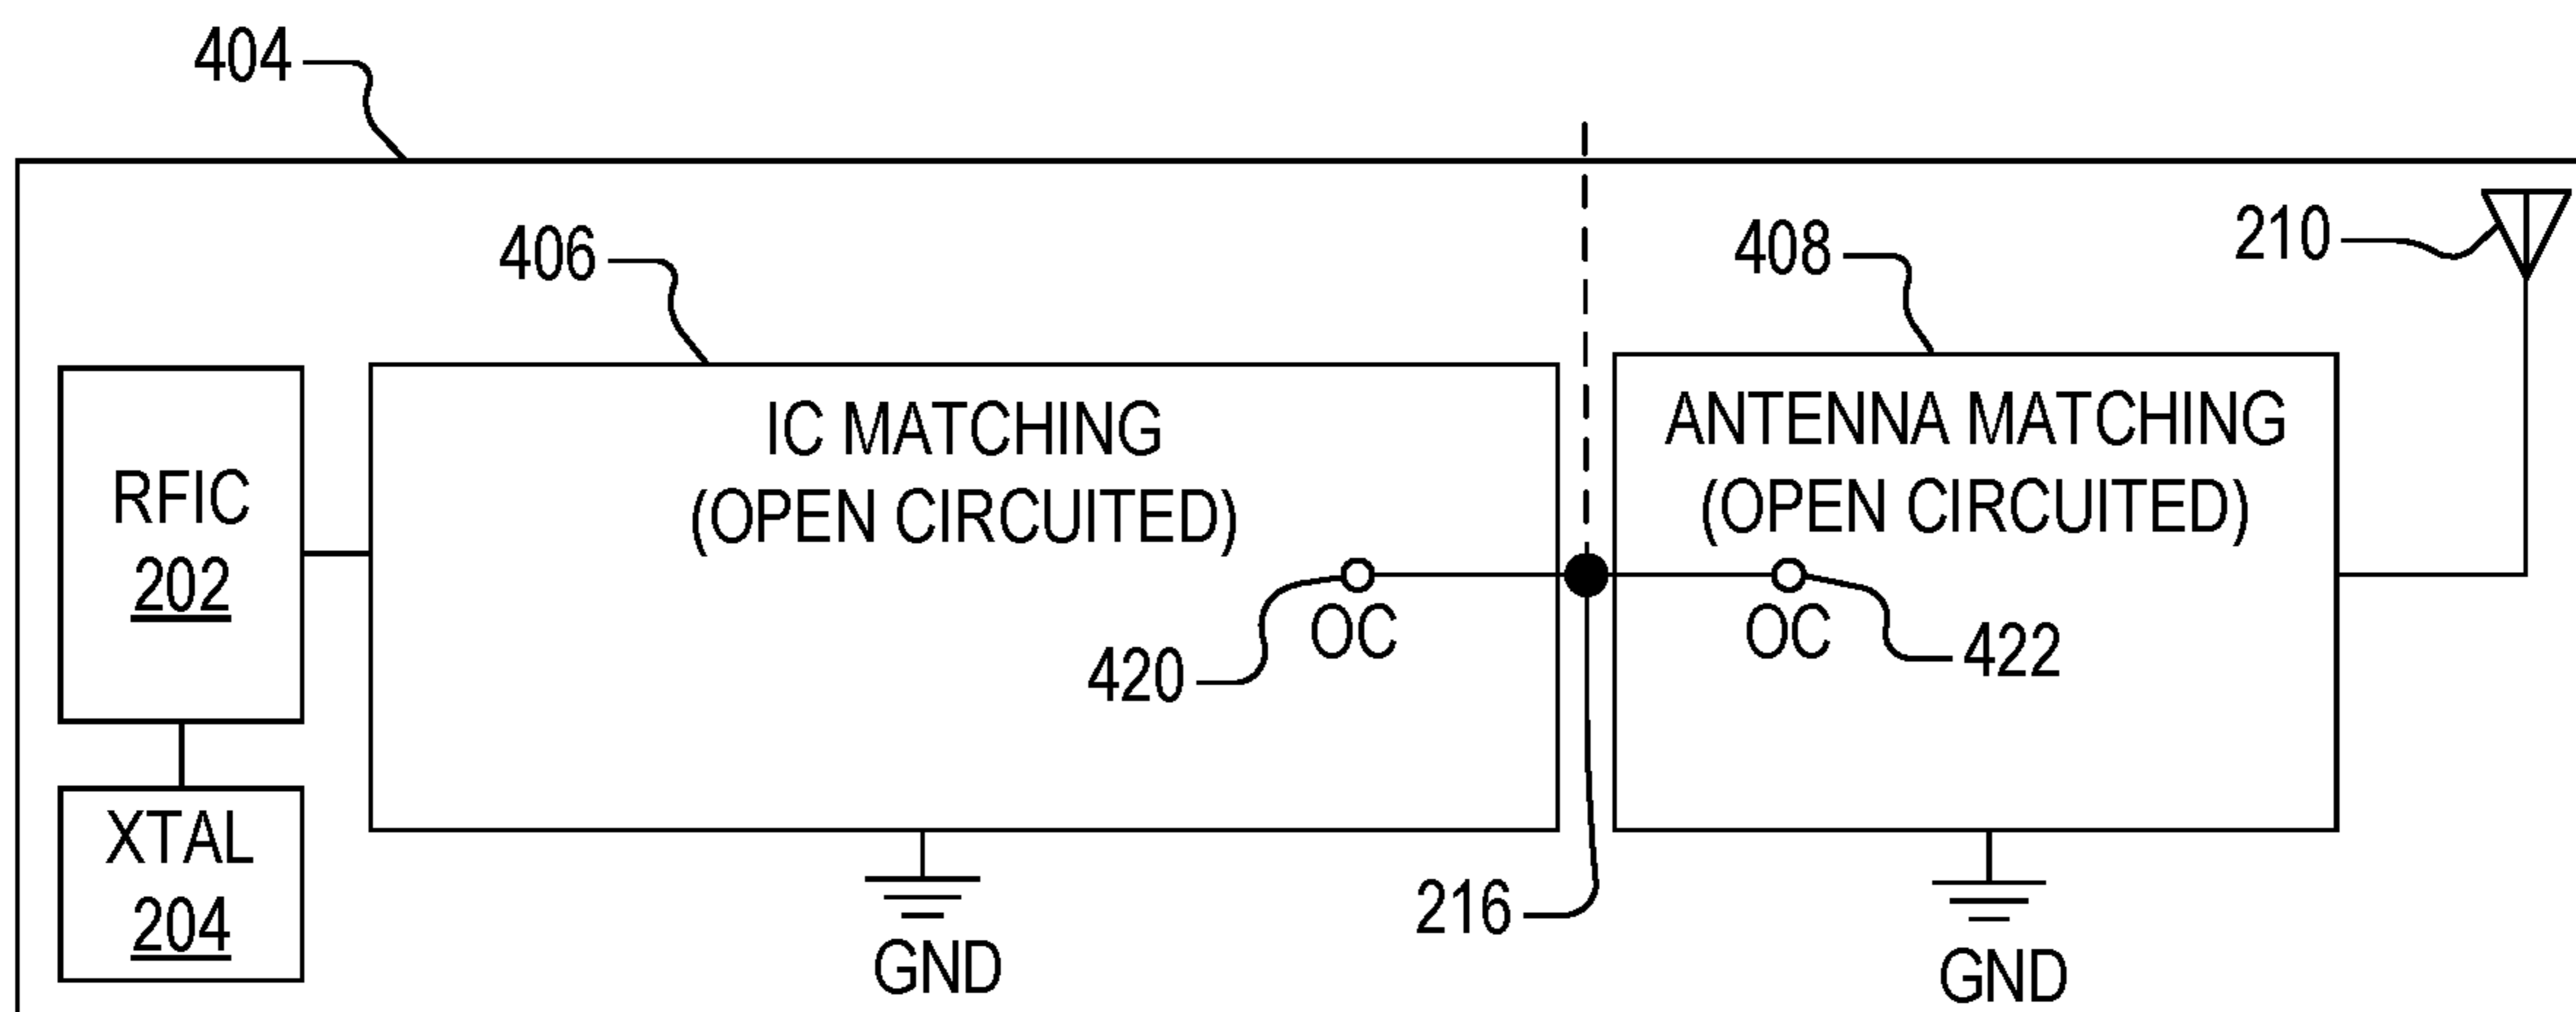 404
406
408
210
RFIC
202
IC MATCHING
(OPEN CIRCUITED)
ANTENNA MATCHING
(OPEN CIRCUITED)
420
OC
OC
422
XTAL
204
216
GND
GND